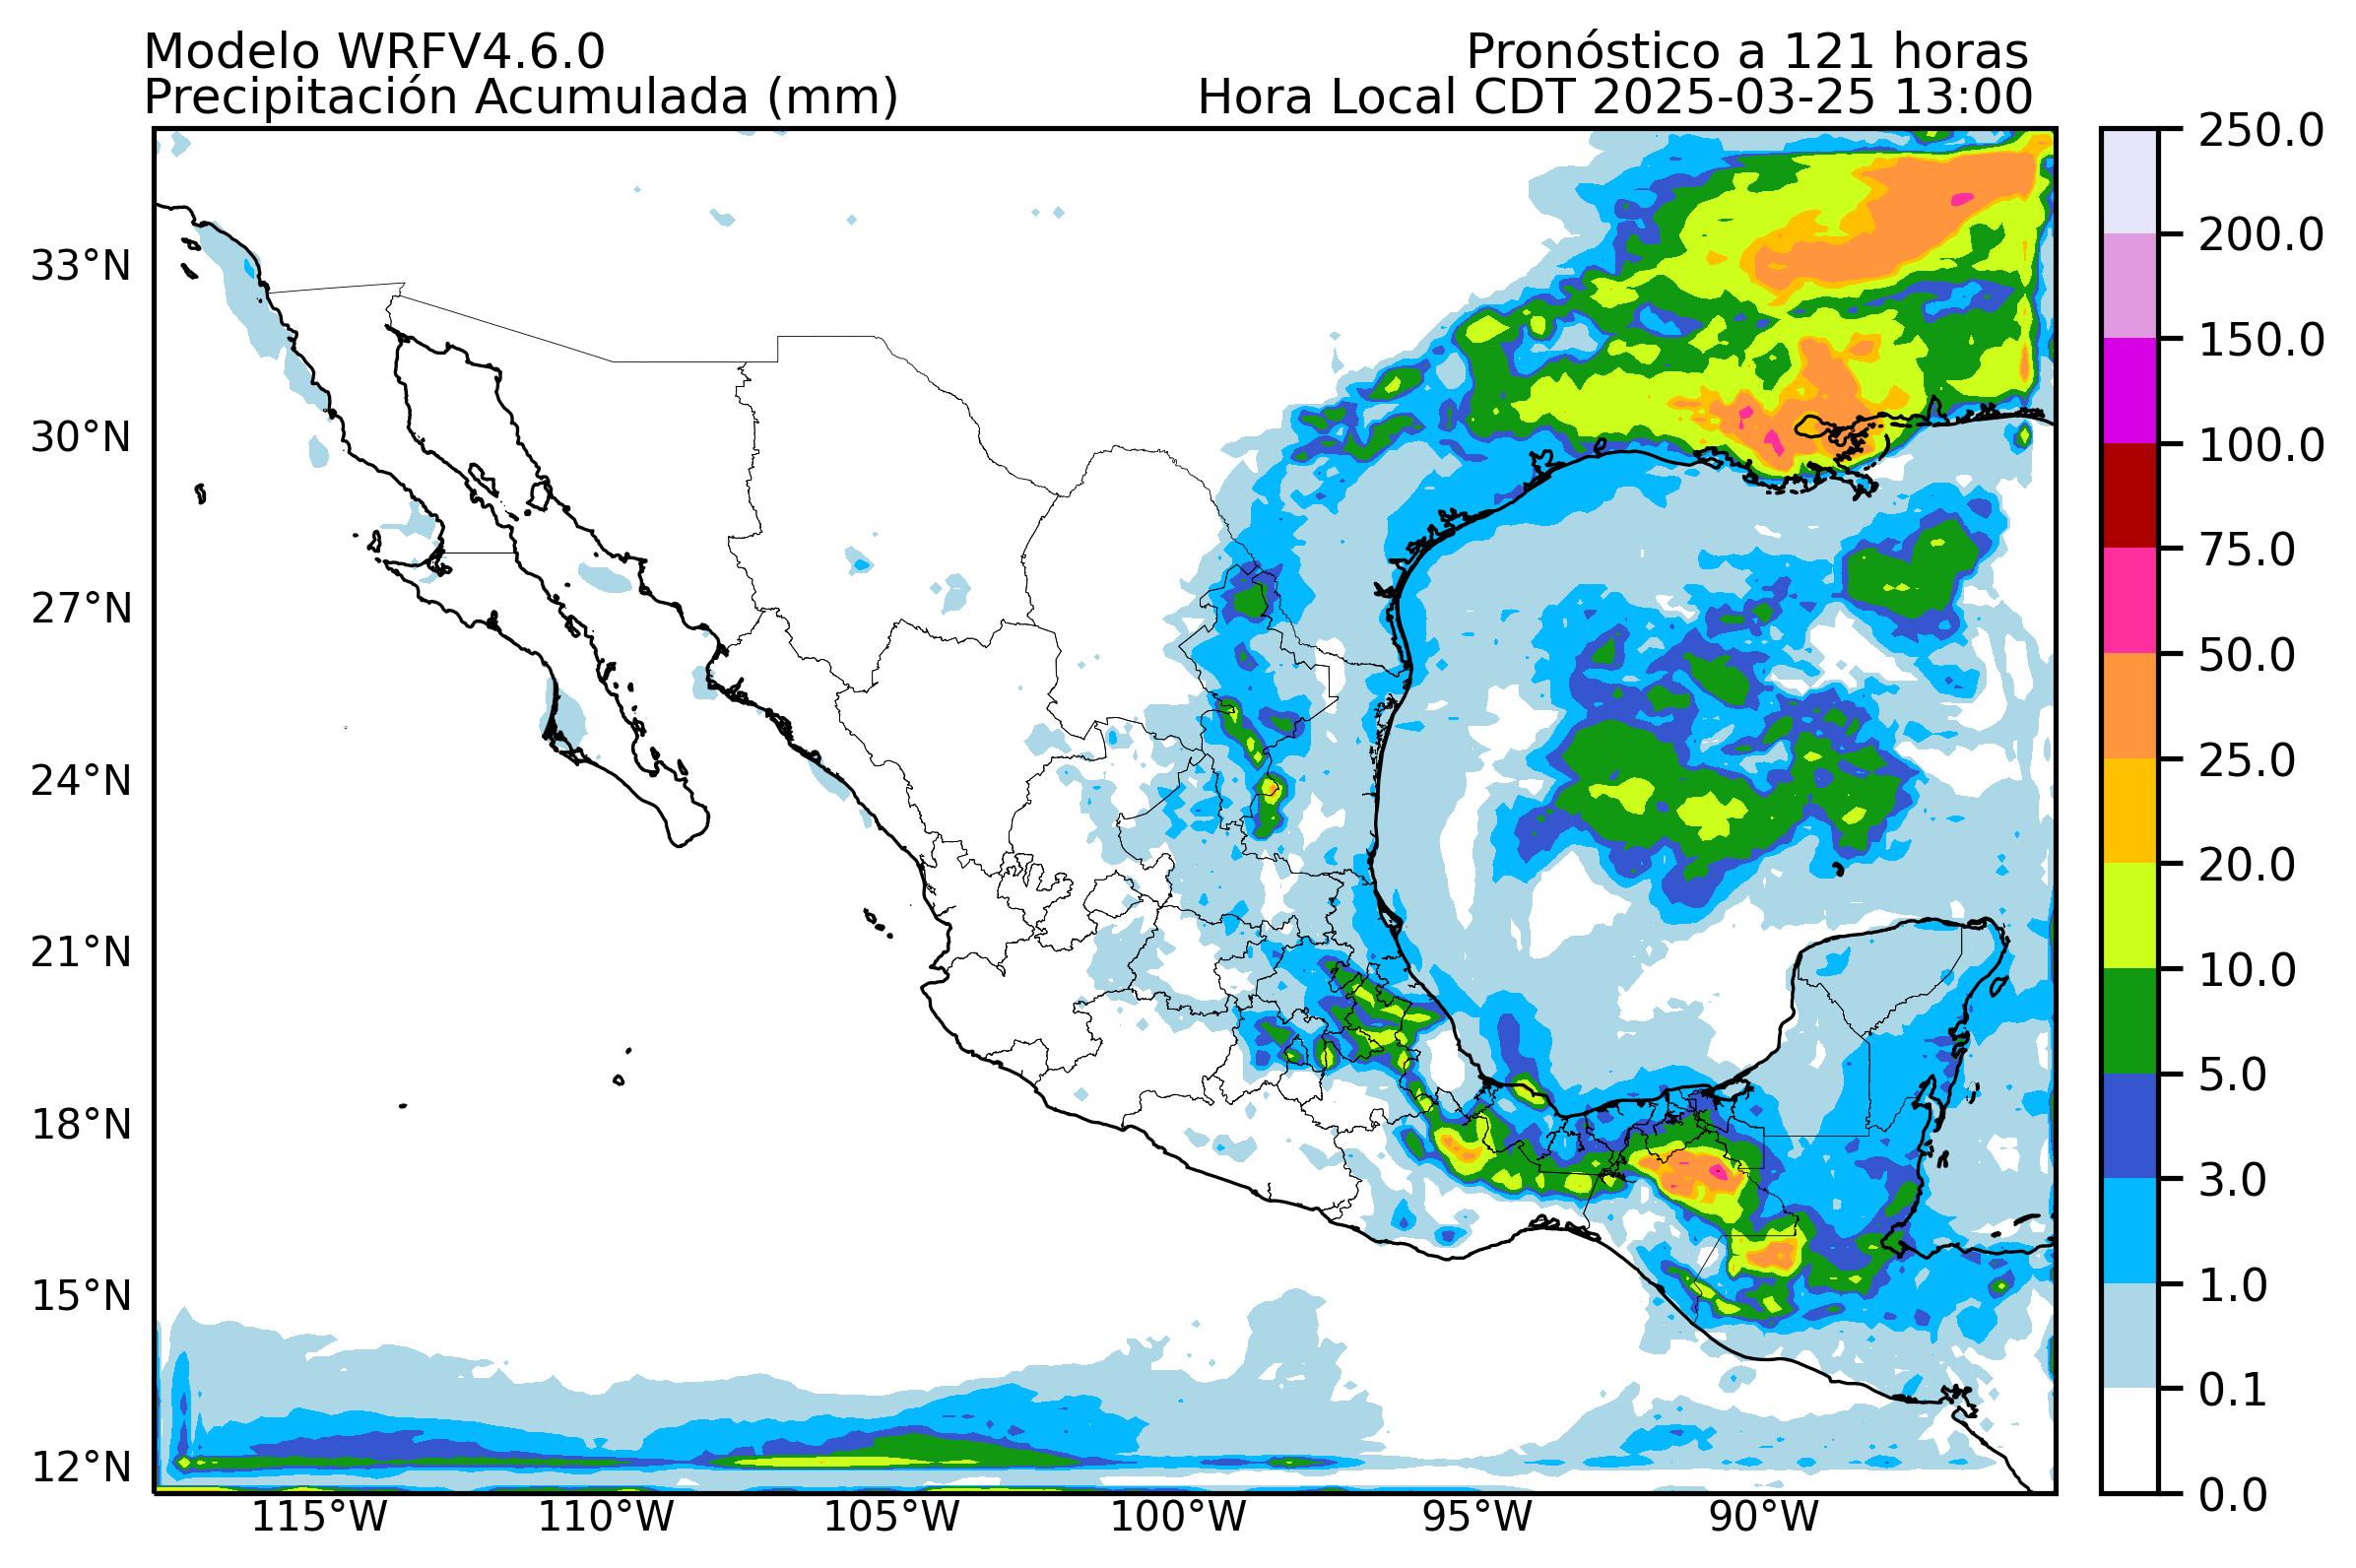 Modelo WRFV4.6.0
Pronóstico a 121 horas
Precipitación Acumulada (mm)
Hora Local CDT 2025-03-25 13:00
250.0
200.0
150.0
100.0
75.0
50.0
25.0
20.0
10.0
5.0
3.0
1.0
0.1
0.0
33°N
30°N
27°N
24°N
21°N
18°N
15°N
12°N
115°W
110°W
105°W
100°W
95°W
90°W